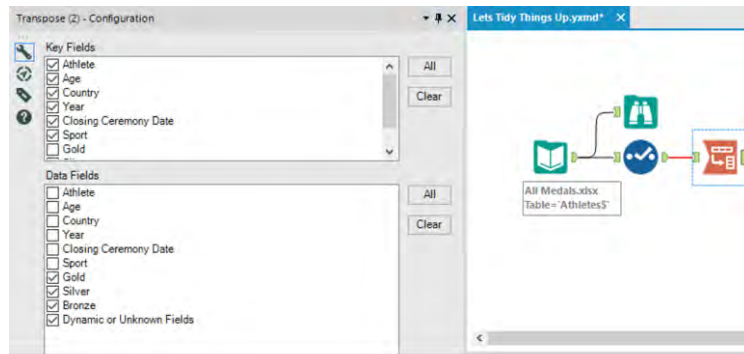 Transpose (2) - Configuration
Lets Tidy Things Up.yxmd*
Key Fields
Athlete
Age
Country
Year
Closing Ceremony Date
Sport
Gold
All
Clear
Data Fields
Athlete
Age
Country
Year
Closing Ceremony Date
Sport
Gold
Silver
Bronze
Dynamic or Unknown Fields
All
Clear
All Medals.xlsx
Table=`Athletes$`